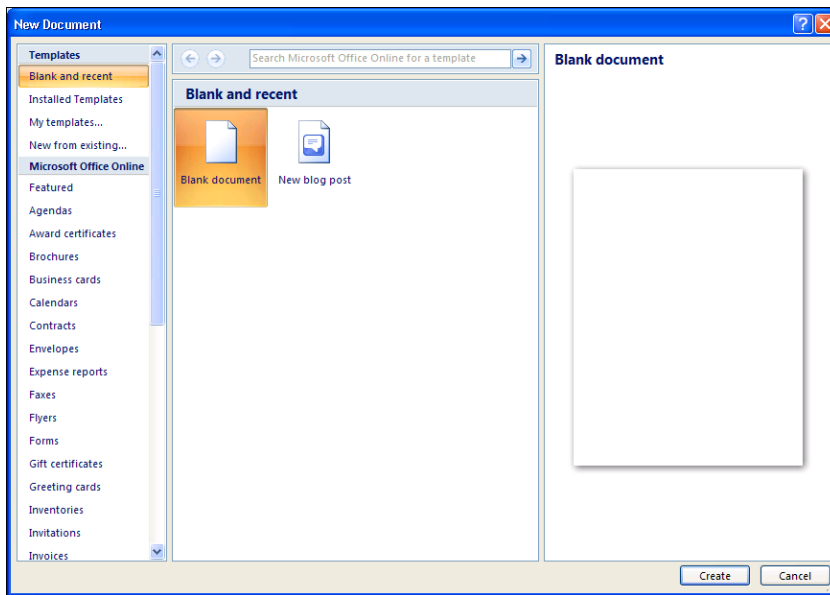 New Document
Templates
Blank and recent
Installed Templates
My templates...
New from existing...
Microsoft Office Online
Featured
Agendas
Award certificates
Brochures
Business cards
Calendars
Contracts
Envelopes
Expense reports
Faxes
Flyers
Forms
Gift certificates
Greeting cards
Inventories
Invitations
Invoices
Search Microsoft Office Online for a template
Blank and recent
Blank document
New blog post
Blank document
Create
Cancel